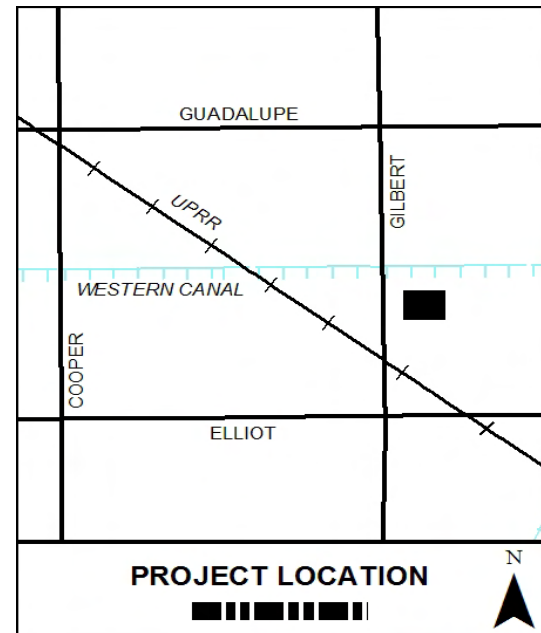 GUADALUPE
GILBERT
UPRR
WESTERN CANAL
COOPER
ELLIOT
PROJECT LOCATION
N